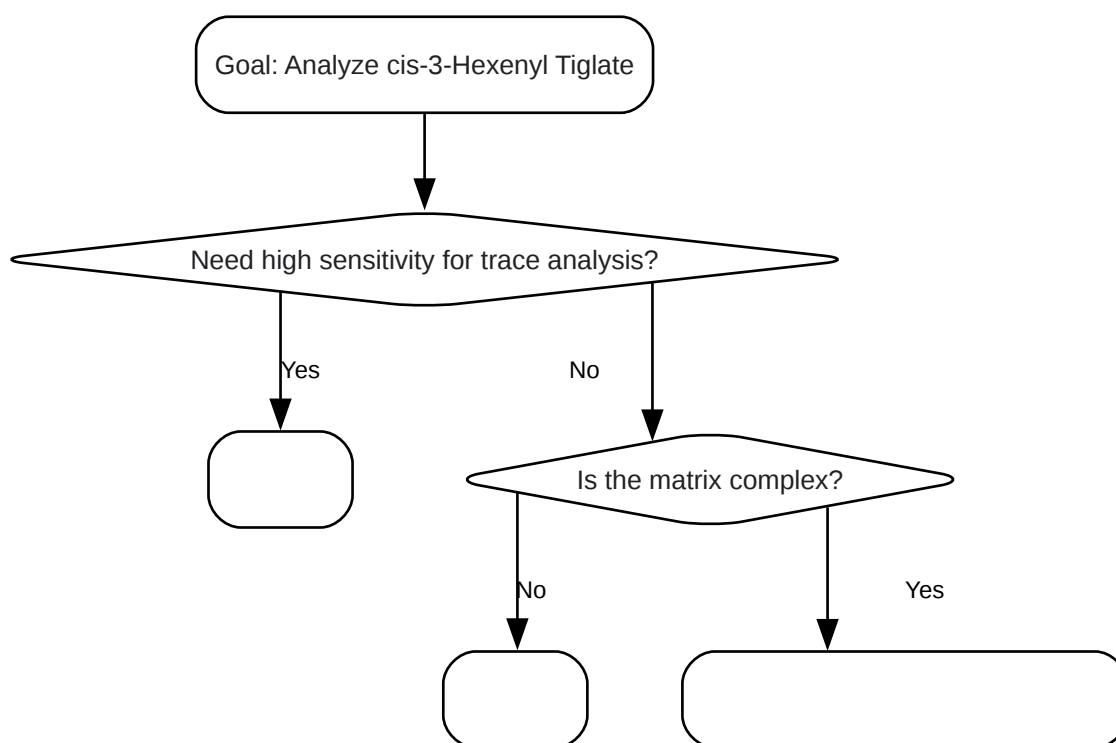 Goal: Analyze cis-3-Hexenyl Tiglate
Need high sensitivity for trace analysis?
Yes
No
Is the matrix complex?
No
Yes